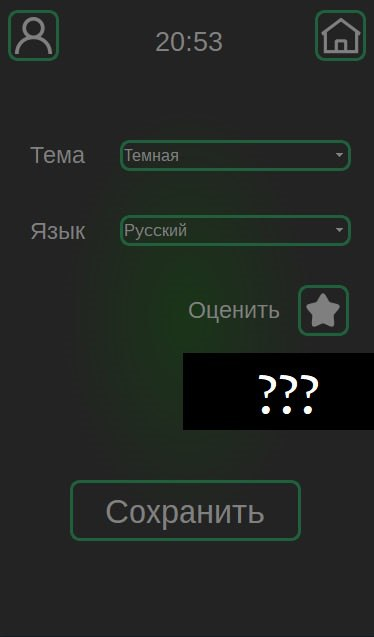 20:53
Тема Темная
Язык Русский
Оценить
???
Сохранить